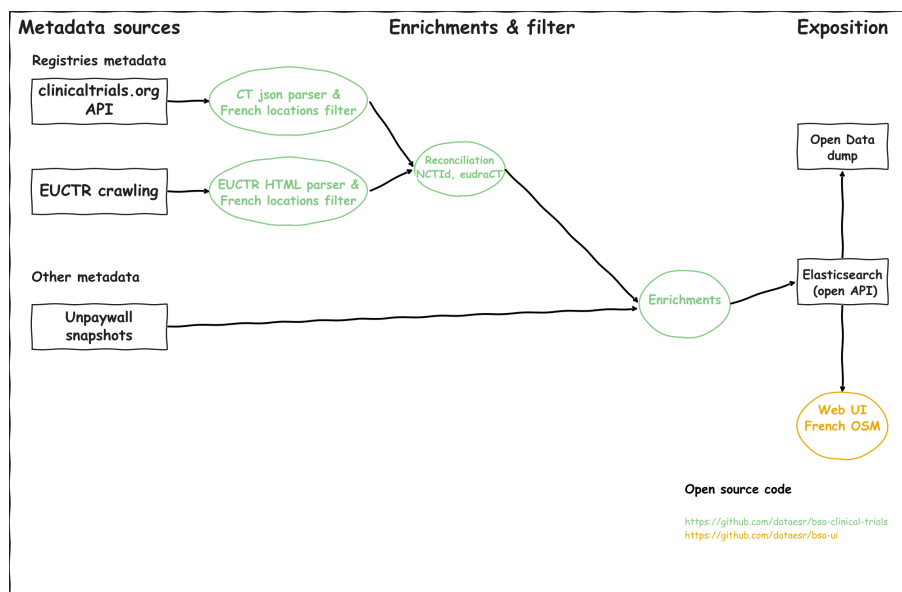 Metadata sources
Enrichments & filter
Exposition
Registries metadata
clinicaltrials.org
API
CT json parser &
French locations filter
Reconciliation
NCTId, eudraCT
EUCTR crawling
EUCTR HTML parser &
French locations filter
Open Data
dump
Other metadata
Unpaywall
snapshots
Enrichments
Elasticsearch
(open API)
Web UI
French OSM
Open source code
https://github.com/dataesr/bso-clinical-trials
https://github.com/dataesr/bso-ui